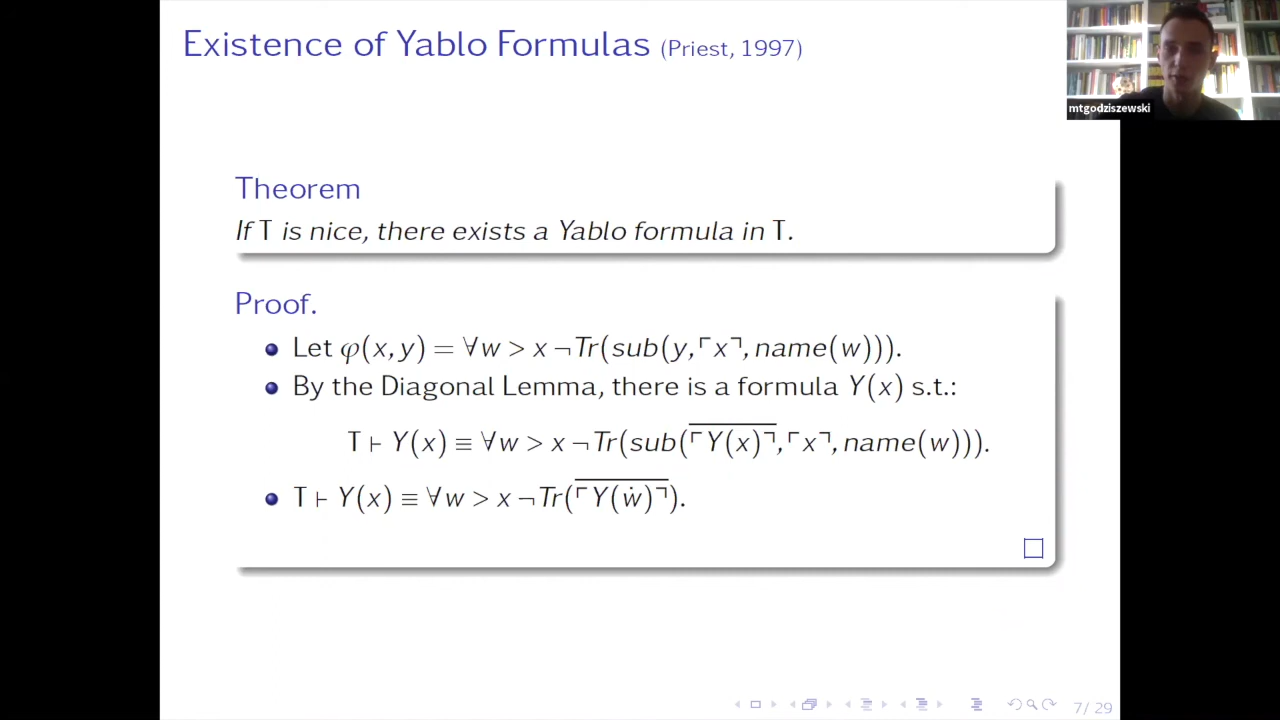 Existence of Yablo Formulas (Priest, 1997)
mtgodziszewski
Theorem
If T is nice, there exists a Yablo formula in T.
Proof.
Let φ(x, y) = ∀w > x ¬Tr(sub(y,⌜x⌝, name(w))).
By the Diagonal Lemma, there is a formula Y(x) s.t.:
T ⊢ Y(x) ≡ ∀w > x ¬Tr(sub(⌜Y(x)⌝,⌜x⌝, name(w))).
T ⊢ Y(x) ≡ ∀w > x ¬Tr(⌜Y(ẇ)⌝).
7/29